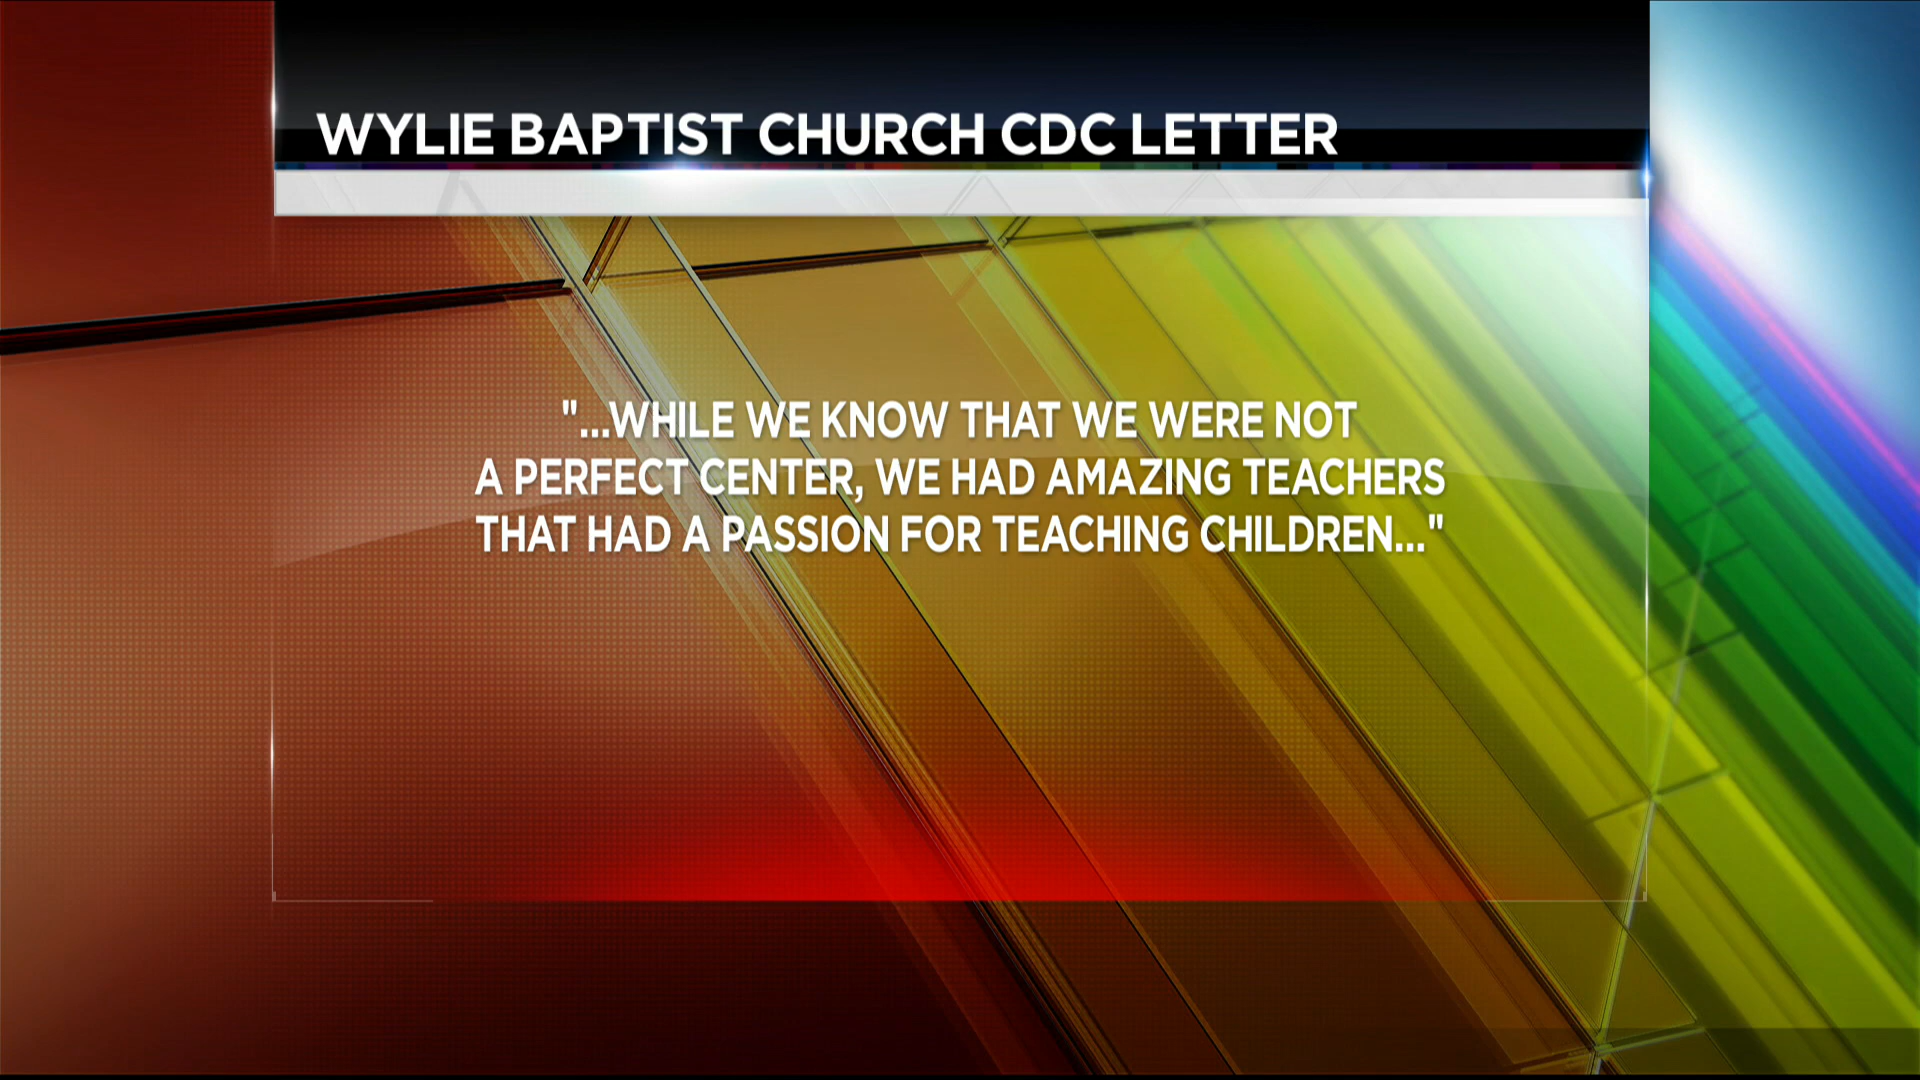 WYLIE BAPTIST CHURCH CDC LETTER
"...WHILE WE KNOW THAT WE WERE NOT
A PERFECT CENTER, WE HAD AMAZING TEACHERS
THAT HAD A PASSION FOR TEACHING CHILDREN..."